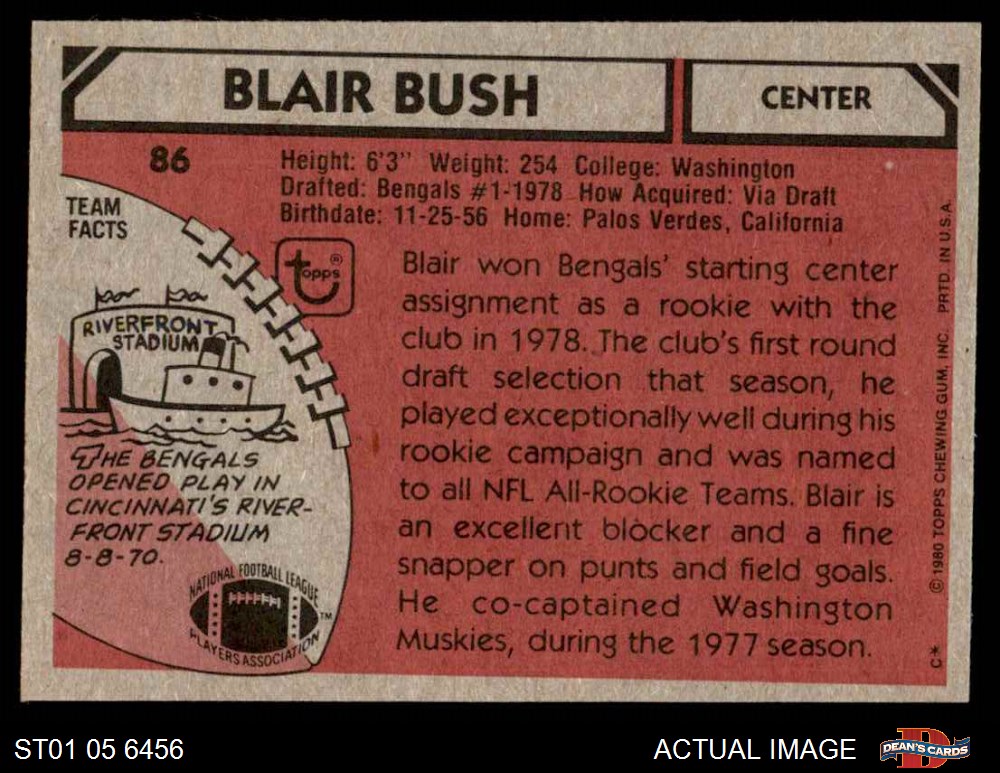 BLAIR BUSH
CENTER
86
Height: 6'3" Weight: 254 College: Washington
Drafted: Bengals #1-1978 How Acquired: Via Draft
Birthdate: 11-25-56 Home: Palos Verdes, California
TEAM
FACTS
topps®
RIVERFRONT
STADIUM
THE BENGALS
OPENED PLAY IN
CINCINNATI'S RIVER-
FRONT STADIUM
8-8-70.
NATIONAL FOOTBALL LEAGUE
PLAYERS ASSOCIATION
TM
Blair won Bengals' starting center
assignment as a rookie with the
club in 1978. The club's first round
draft selection that season, he
played exceptionally well during his
rookie campaign and was named
to all NFL All-Rookie Teams. Blair is
an excellent blocker and a fine
snapper on punts and field goals.
He co-captained Washington
Muskies, during the 1977 season.
C* © 1980 TOPPS CHEWING GUM, INC. PRTD. IN U.S.A.
ST01 05 6456
ACTUAL IMAGE
D
DEAN'S CARDS